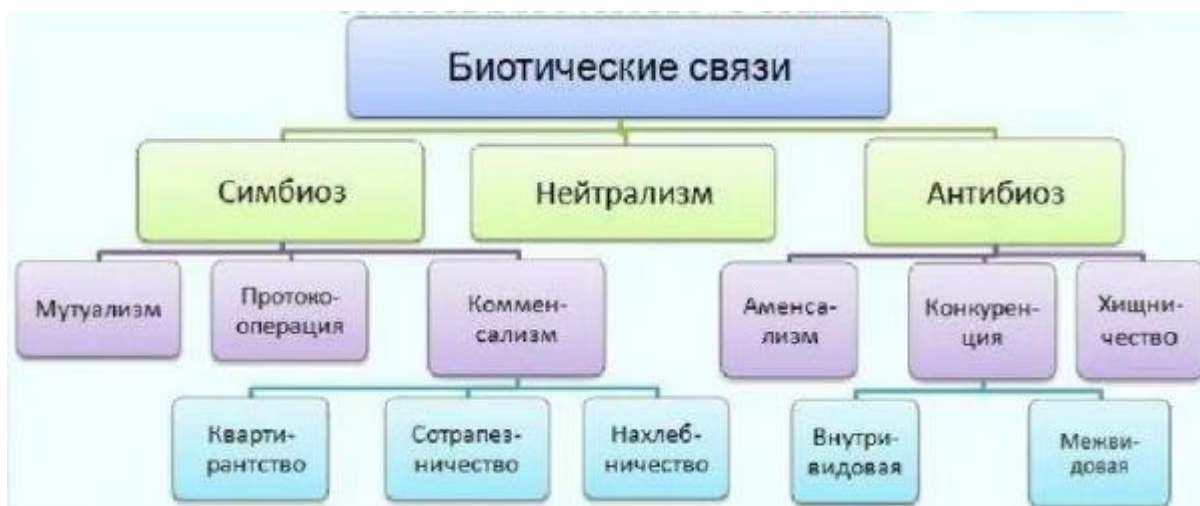 Биотические связи
Симбиоз
Нейтрализм
Антибиоз
Мутуализм
Протоко-
операция
Коммен-
сализм
Аменса-
лизм
Конкурен-
ция
Хищни-
чество
Кварти-
рантство
Сотрапез-
ничество
Нахлеб-
ничество
Внутри-
видовая
Межви-
довая